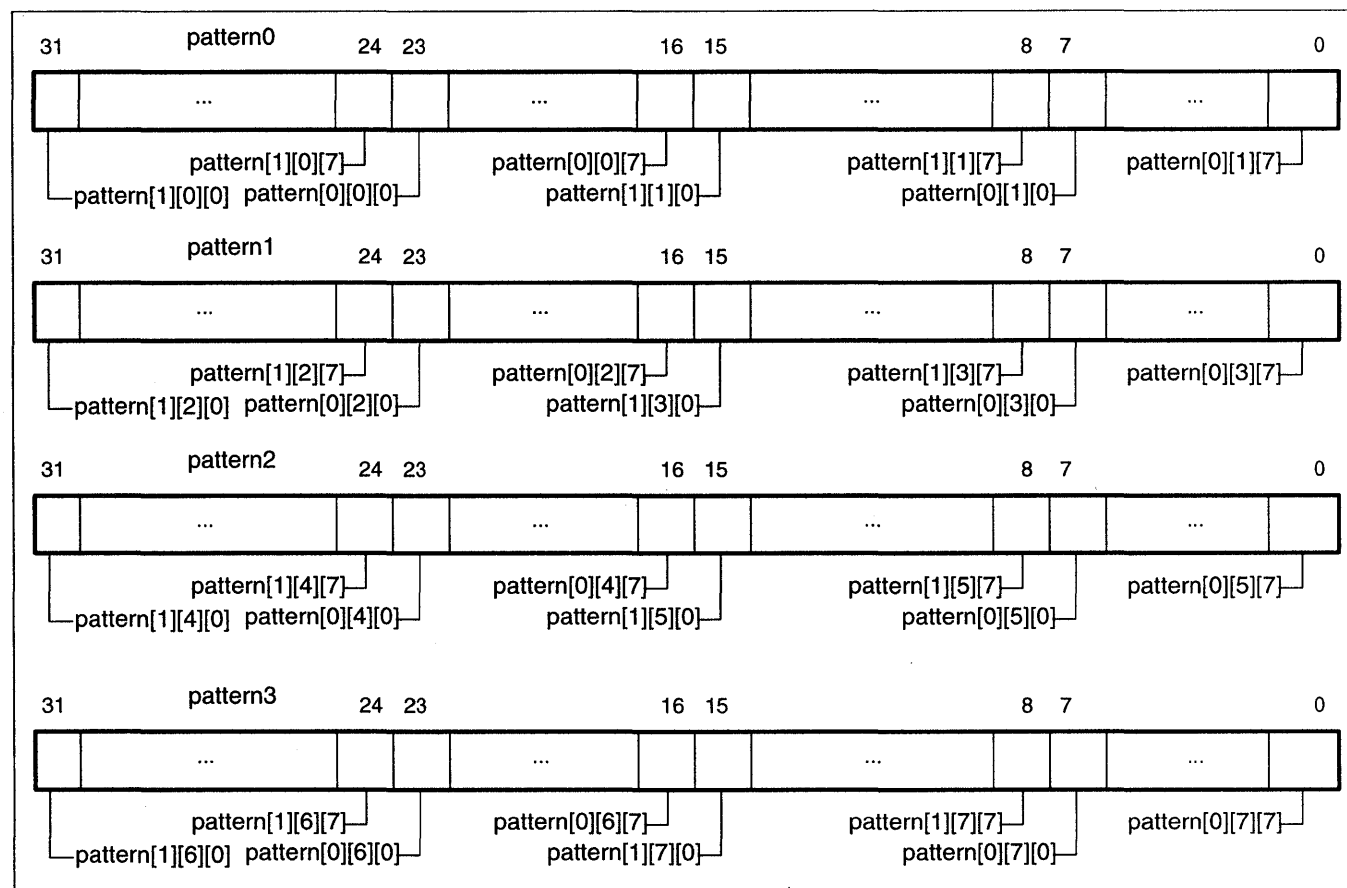 pattern0
31 24 23 16 15 8 7 0
... ... ... ...
pattern[1][0][7] pattern[0][0][7] pattern[1][1][7] pattern[0][1][7]
pattern[1][0][0] pattern[0][0][0] pattern[1][1][0] pattern[0][1][0]
pattern1
31 24 23 16 15 8 7 0
... ... ... ...
pattern[1][2][7] pattern[0][2][7] pattern[1][3][7] pattern[0][3][7]
pattern[1][2][0] pattern[0][2][0] pattern[1][3][0] pattern[0][3][0]
pattern2
31 24 23 16 15 8 7 0
... ... ... ...
pattern[1][4][7] pattern[0][4][7] pattern[1][5][7] pattern[0][5][7]
pattern[1][4][0] pattern[0][4][0] pattern[1][5][0] pattern[0][5][0]
pattern3
31 24 23 16 15 8 7 0
... ... ... ...
pattern[1][6][7] pattern[0][6][7] pattern[1][7][7] pattern[0][7][7]
pattern[1][6][0] pattern[0][6][0] pattern[1][7][0] pattern[0][7][0]